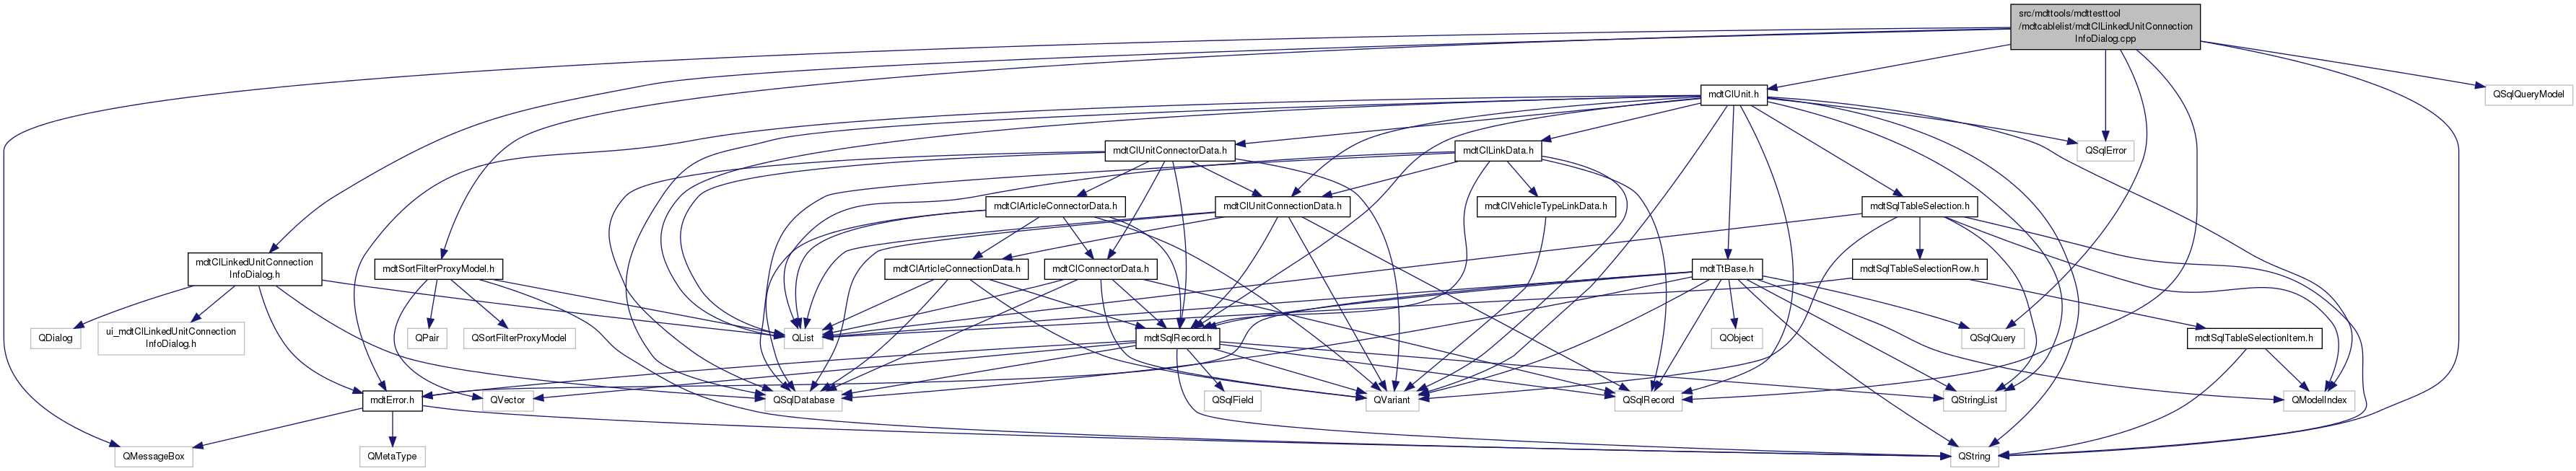 src/mdttools/mdttesttool
/mdtcablelist/mdtClLinkedUnitConnection
InfoDialog.cpp
mdtClUnit.h
QSqlQueryModel
mdtClUnitConnectorData.h
mdtClLinkData.h
QSqlError
mdtClArticleConnectorData.h
mdtClUnitConnectionData.h
mdtClVehicleTypeLinkData.h
mdtSqlTableSelection.h
mdtClLinkedUnitConnection
InfoDialog.h
mdtSortFilterProxyModel.h
mdtClArticleConnectionData.h
mdtClConnectorData.h
mdtTtBase.h
mdtSqlTableSelectionRow.h
QDialog
ui_mdtClLinkedUnitConnection
InfoDialog.h
QPair
QSortFilterProxyModel
QList
mdtSqlRecord.h
QObject
QSqlQuery
mdtSqlTableSelectionItem.h
mdtError.h
QVector
QSqlDatabase
QSqlField
QVariant
QSqlRecord
QStringList
QModelIndex
QMessageBox
QMetaType
QString